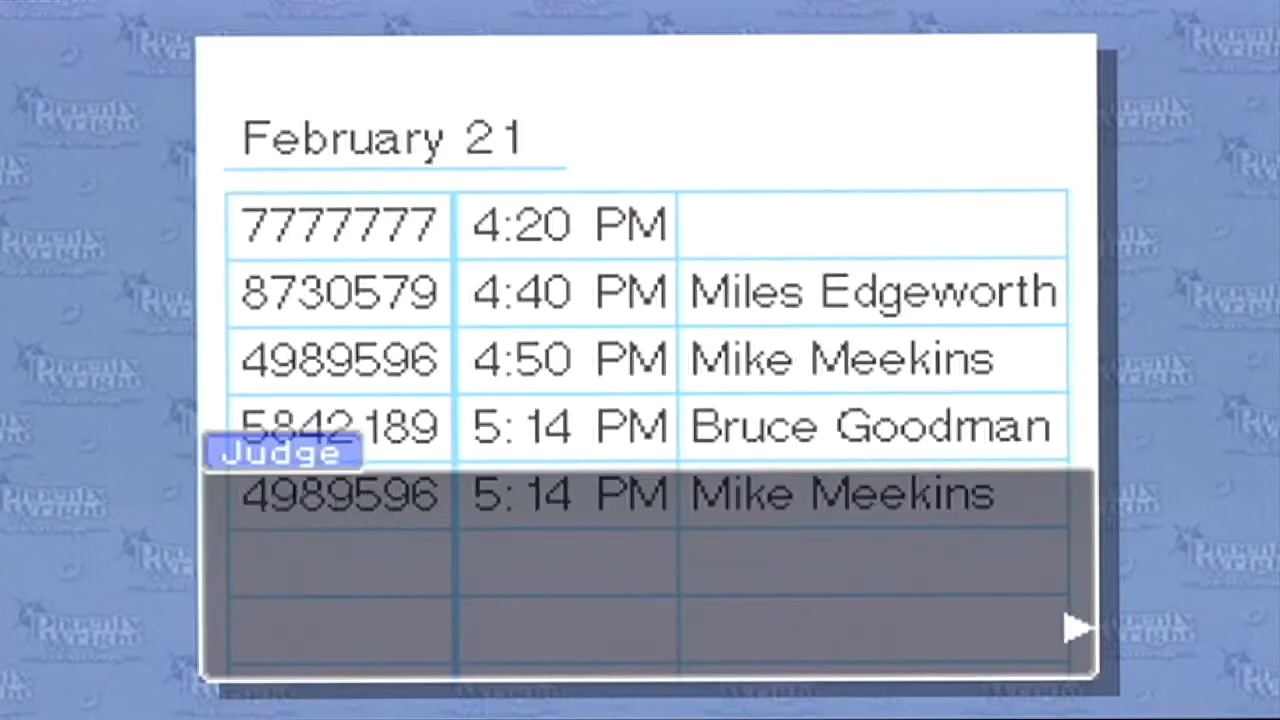 February 21
7777777 4:20 PM
8730579 4:40 PM Miles Edgeworth
4989596 4:50 PM Mike Meekins
5842189 5:14 PM Bruce Goodman
Judge
4989596 5:14 PM Mike Meekins